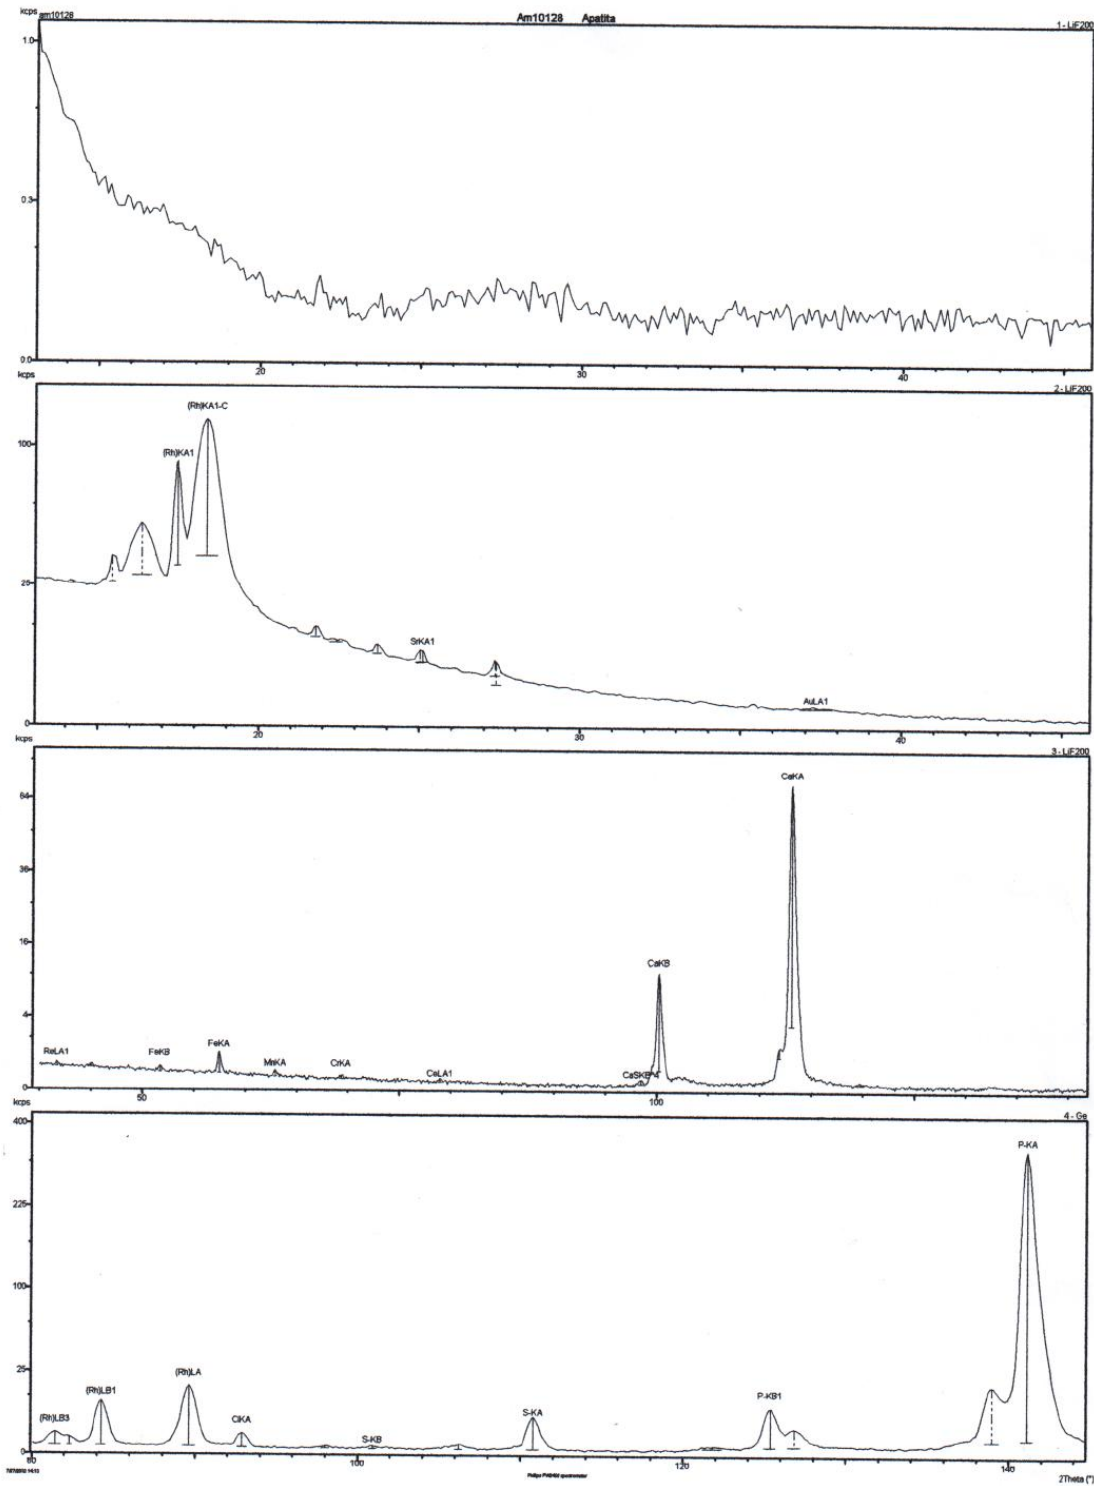 kcps am10128 Am10128 Apatita 1 - LiF200
1.0
0.3
0.0
20 30 40
kcps 2 - LiF200
(Rh)KA1-C
(Rh)KA1
100
25
SrKA1
AuLA1
0
20 30 40
kcps 3 - LiF200
CaKA
64
36
16
CaKB
4
ReLA1 FeKB FeKA MnKA CrKA CeLA1 CaSKB^4
0
50 100
kcps 4 - Ge
400
P-KA
225
100
25
(Rh)LB3 (Rh)LB1 (Rh)LA ClKA S-KB S-KA P-KB1
0
80 100 120 140
2Theta (°)